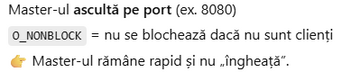 Master-ul ascultă pe port (ex. 8080)
O_NONBLOCK = nu se blochează dacă nu sunt clienți
👉 Master-ul rămâne rapid și nu „îngheață”.